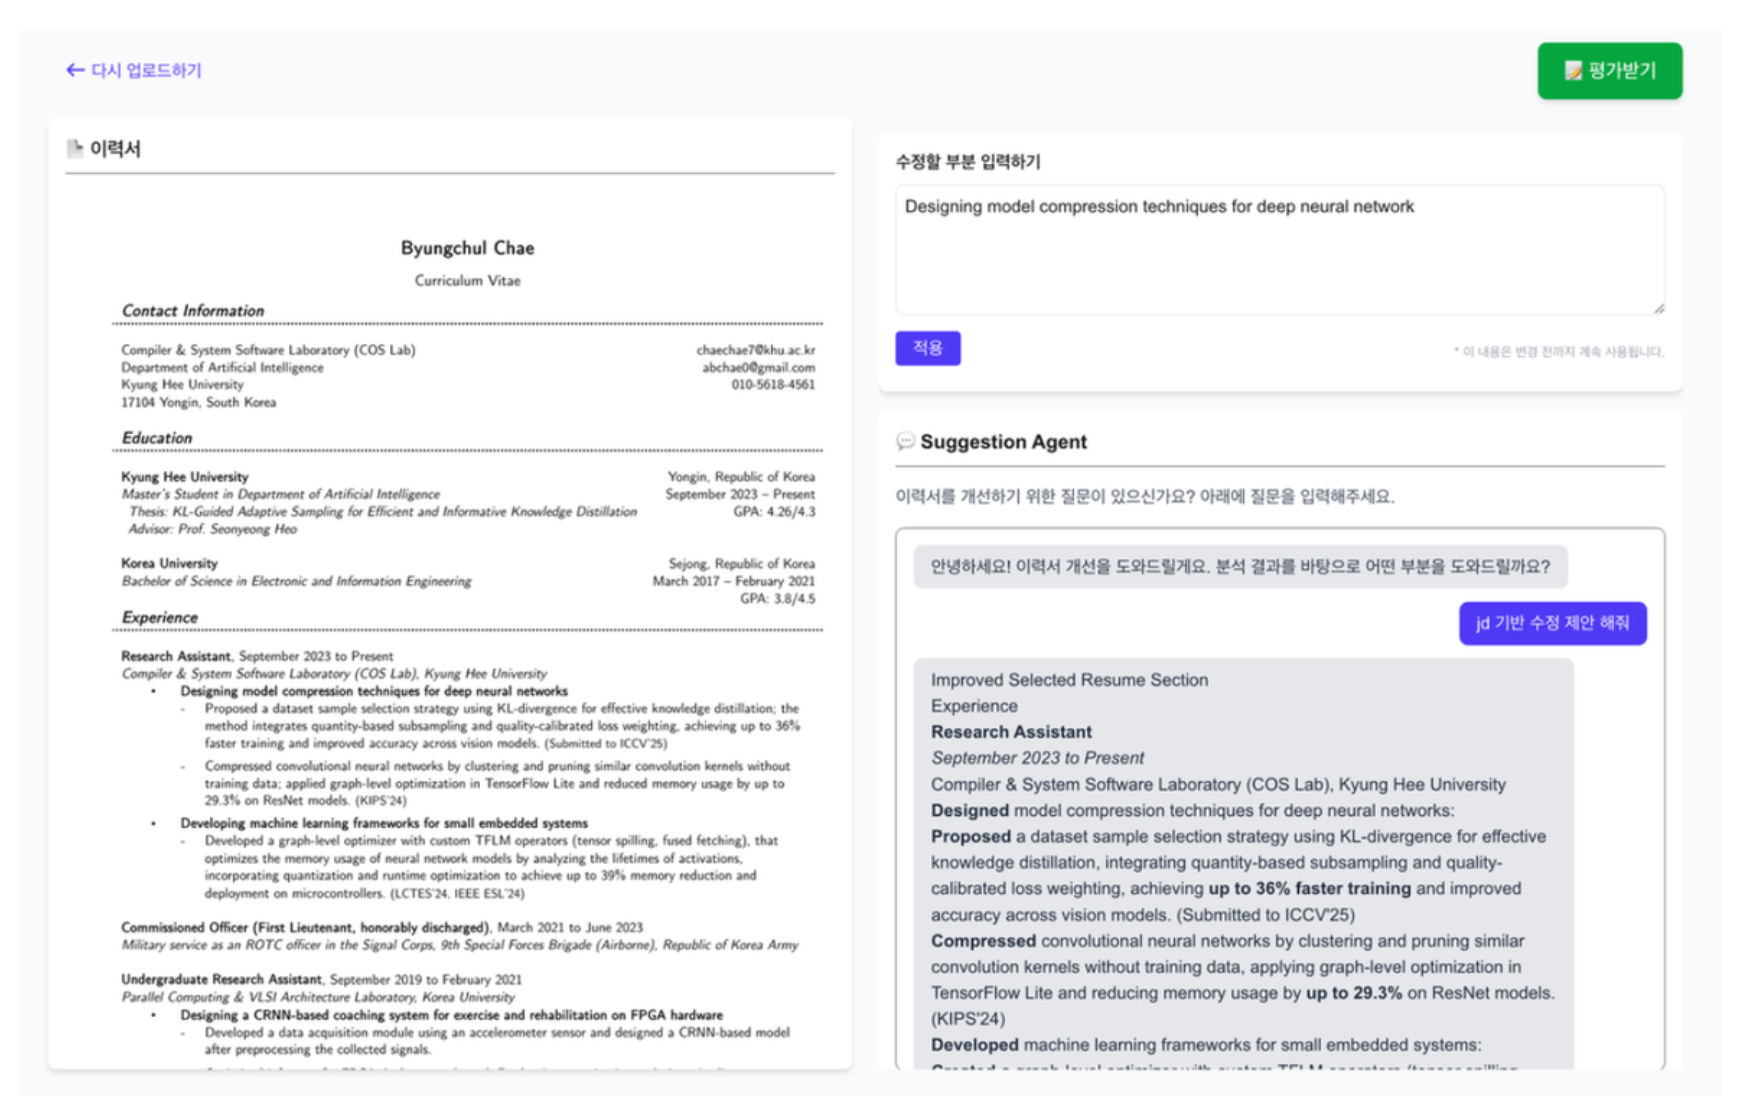 ← 다시 업로드하기
📝 평가받기
이력서
Byungchul Chae
Curriculum Vitae
Contact Information
Compiler & System Software Laboratory (COS Lab) chaechae7@khu.ac.kr
Department of Artificial Intelligence abchae0@gmail.com
Kyung Hee University 010-5618-4561
17104 Yongin, South Korea
Education
Kyung Hee University Yongin, Republic of Korea
Master's Student in Department of Artificial Intelligence September 2023 – Present
Thesis: KL-Guided Adaptive Sampling for Efficient and Informative Knowledge Distillation GPA: 4.26/4.3
Advisor: Prof. Seonyeong Heo
Korea University Sejong, Republic of Korea
Bachelor of Science in Electronic and Information Engineering March 2017 – February 2021
GPA: 3.8/4.5
Experience
Research Assistant, September 2023 to Present
Compiler & System Software Laboratory (COS Lab), Kyung Hee University
• Designing model compression techniques for deep neural networks
- Proposed a dataset sample selection strategy using KL-divergence for effective knowledge distillation; the
method integrates quantity-based subsampling and quality-calibrated loss weighting, achieving up to 36%
faster training and improved accuracy across vision models. (Submitted to ICCV'25)
- Compressed convolutional neural networks by clustering and pruning similar convolution kernels without
training data; applied graph-level optimization in TensorFlow Lite and reduced memory usage by up to
29.3% on ResNet models. (KIPS'24)
• Developing machine learning frameworks for small embedded systems
- Developed a graph-level optimizer with custom TFLM operators (tensor spilling, fused fetching), that
optimizes the memory usage of neural network models by analyzing the lifetimes of activations,
incorporating quantization and runtime optimization to achieve up to 39% memory reduction and
deployment on microcontrollers. (LCTES'24, IEEE ESL'24)
Commissioned Officer (First Lieutenant, honorably discharged), March 2021 to June 2023
Military service as an ROTC officer in the Signal Corps, 9th Special Forces Brigade (Airborne), Republic of Korea Army
Undergraduate Research Assistant, September 2019 to February 2021
Parallel Computing & VLSI Architecture Laboratory, Korea University
• Designing a CRNN-based coaching system for exercise and rehabilitation on FPGA hardware
- Developed a data acquisition module using an accelerometer sensor and designed a CRNN-based model
after preprocessing the collected signals.
수정할 부분 입력하기
Designing model compression techniques for deep neural network
적용
* 이 내용은 변경 전까지 계속 사용됩니다.
Suggestion Agent
이력서를 개선하기 위한 질문이 있으신가요? 아래에 질문을 입력해주세요.
안녕하세요! 이력서 개선을 도와드릴게요. 분석 결과를 바탕으로 어떤 부분을 도와드릴까요?
jd 기반 수정 제안 해줘
Improved Selected Resume Section
Experience
Research Assistant
September 2023 to Present
Compiler & System Software Laboratory (COS Lab), Kyung Hee University
Designed model compression techniques for deep neural networks:
Proposed a dataset sample selection strategy using KL-divergence for effective
knowledge distillation, integrating quantity-based subsampling and quality-
calibrated loss weighting, achieving up to 36% faster training and improved
accuracy across vision models. (Submitted to ICCV'25)
Compressed convolutional neural networks by clustering and pruning similar
convolution kernels without training data, applying graph-level optimization in
TensorFlow Lite and reducing memory usage by up to 29.3% on ResNet models.
(KIPS'24)
Developed machine learning frameworks for small embedded systems:
Created a graph-level optimizer with custom TFLM operators (tensor spilling,